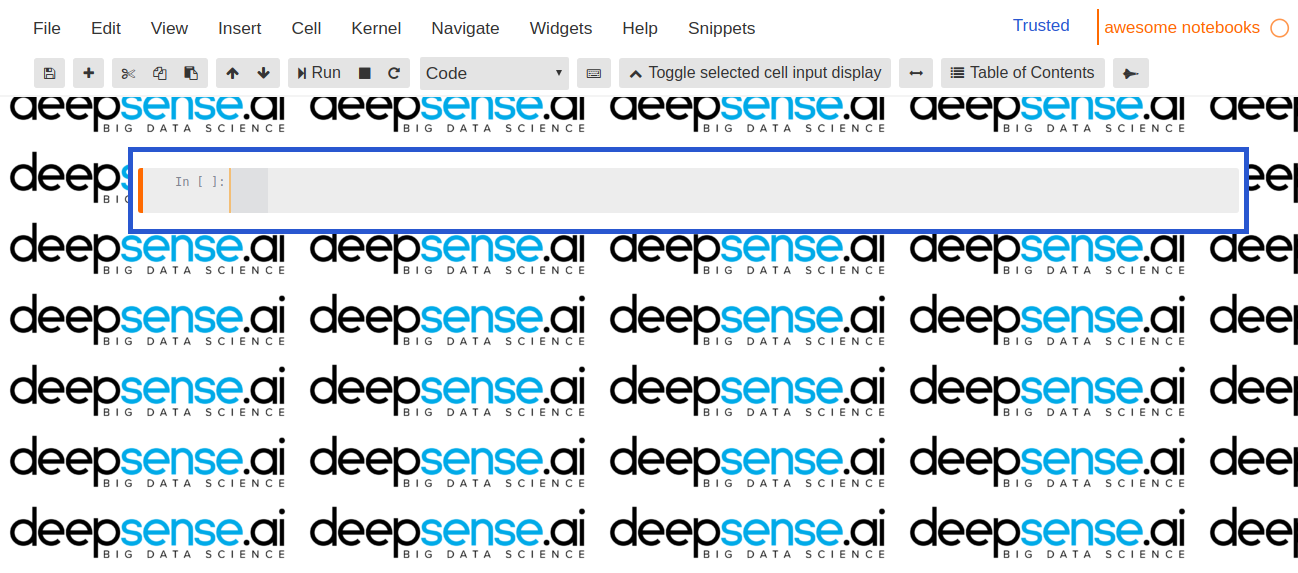 File Edit View Insert Cell Kernel Navigate Widgets Help Snippets Trusted awesome notebooks
Run Code Toggle selected cell input display Table of Contents
deepsense.ai deepsense.ai deepsense.ai deepsense.ai deep
BIG DATA SCIENCE BIG DATA SCIENCE BIG DATA SCIENCE BIG DATA SCIENCE
deep eep
In [ ]:
deepsense.ai deepsense.ai deepsense.ai deepsense.ai deep
BIG DATA SCIENCE BIG DATA SCIENCE BIG DATA SCIENCE BIG DATA SCIENCE
deepsense.ai deepsense.ai deepsense.ai deepsense.ai deep
BIG DATA SCIENCE BIG DATA SCIENCE BIG DATA SCIENCE BIG DATA SCIENCE
deepsense.ai deepsense.ai deepsense.ai deepsense.ai deep
BIG DATA SCIENCE BIG DATA SCIENCE BIG DATA SCIENCE BIG DATA SCIENCE
deepsense.ai deepsense.ai deepsense.ai deepsense.ai deep
BIG DATA SCIENCE BIG DATA SCIENCE BIG DATA SCIENCE BIG DATA SCIENCE
deepsense.ai deepsense.ai deepsense.ai deepsense.ai deep
BIG DATA SCIENCE BIG DATA SCIENCE BIG DATA SCIENCE BIG DATA SCIENCE